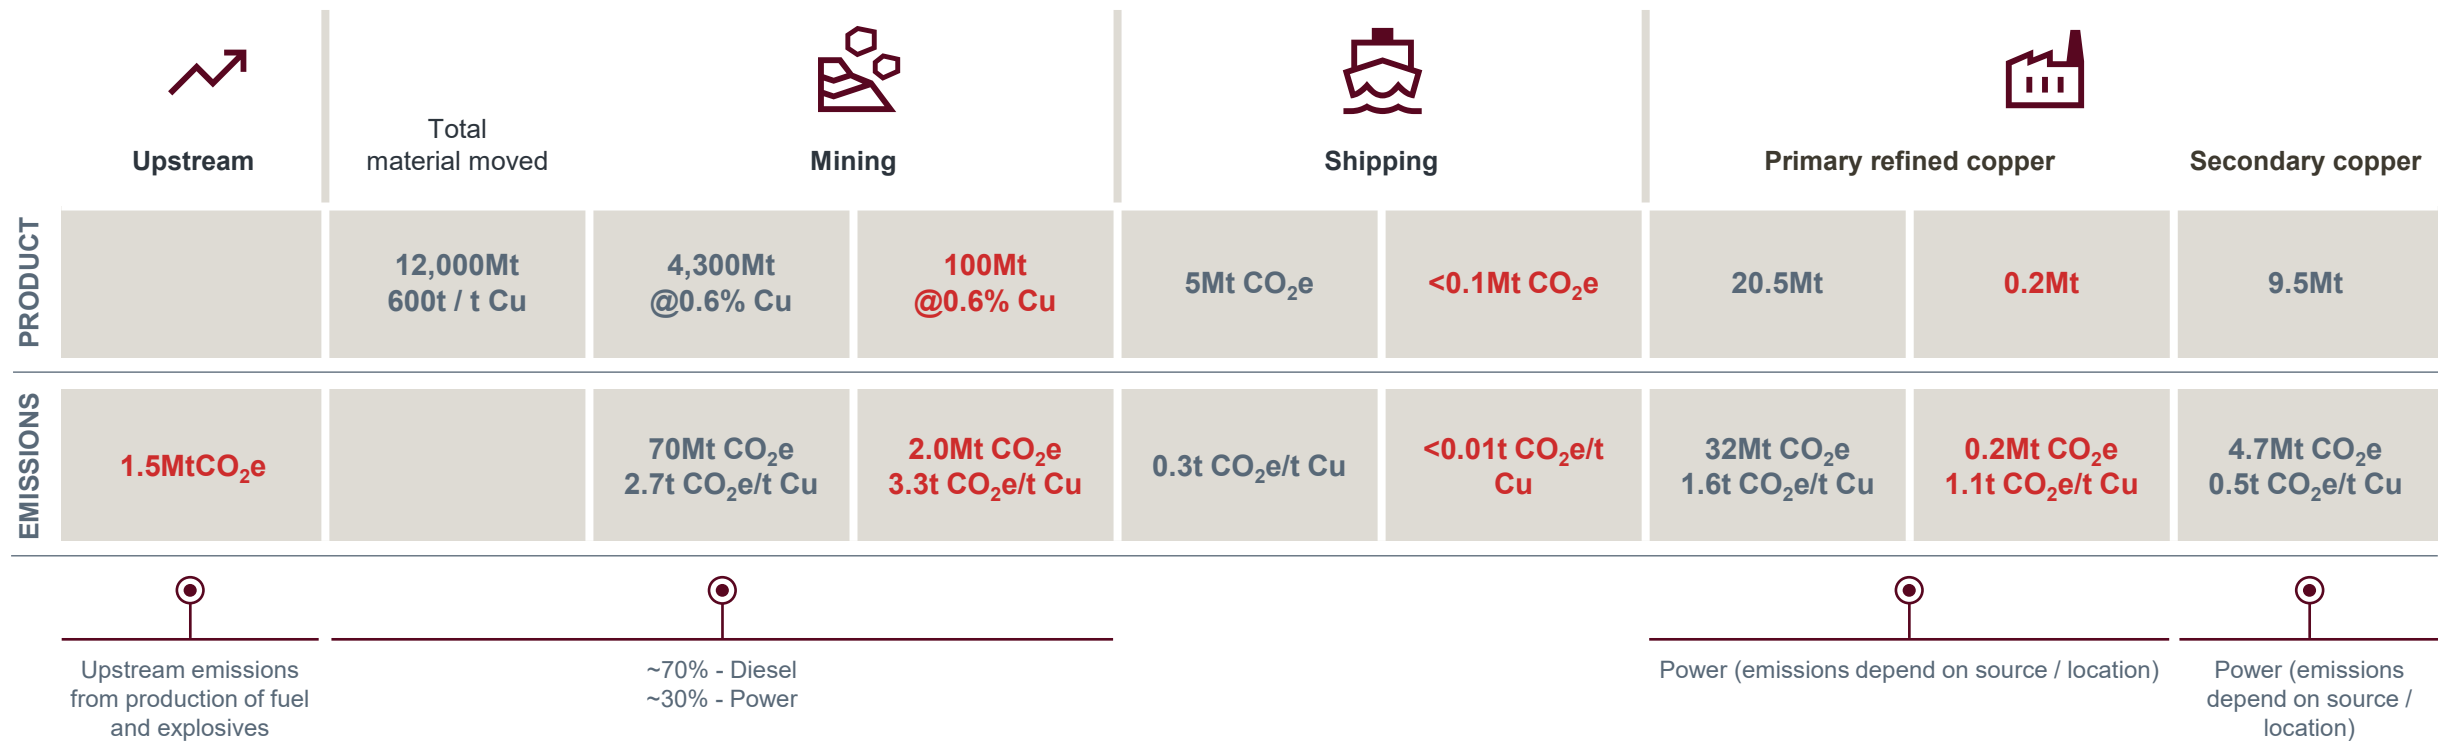 Upstream
Total
material moved
Mining
Shipping
Primary refined copper
Secondary copper
PRODUCT
12,000Mt
600t / t Cu
4,300Mt
@0.6% Cu
100Mt
@0.6% Cu
5Mt CO₂e
<0.1Mt CO₂e
20.5Mt
0.2Mt
9.5Mt
EMISSIONS
1.5MtCO₂e
70Mt CO₂e
2.7t CO₂e/t Cu
2.0Mt CO₂e
3.3t CO₂e/t Cu
0.3t CO₂e/t Cu
<0.01t CO₂e/t
Cu
32Mt CO₂e
1.6t CO₂e/t Cu
0.2Mt CO₂e
1.1t CO₂e/t Cu
4.7Mt CO₂e
0.5t CO₂e/t Cu
Upstream emissions
from production of fuel
and explosives
~70% - Diesel
~30% - Power
Power (emissions depend on source / location)
Power (emissions
depend on source /
location)